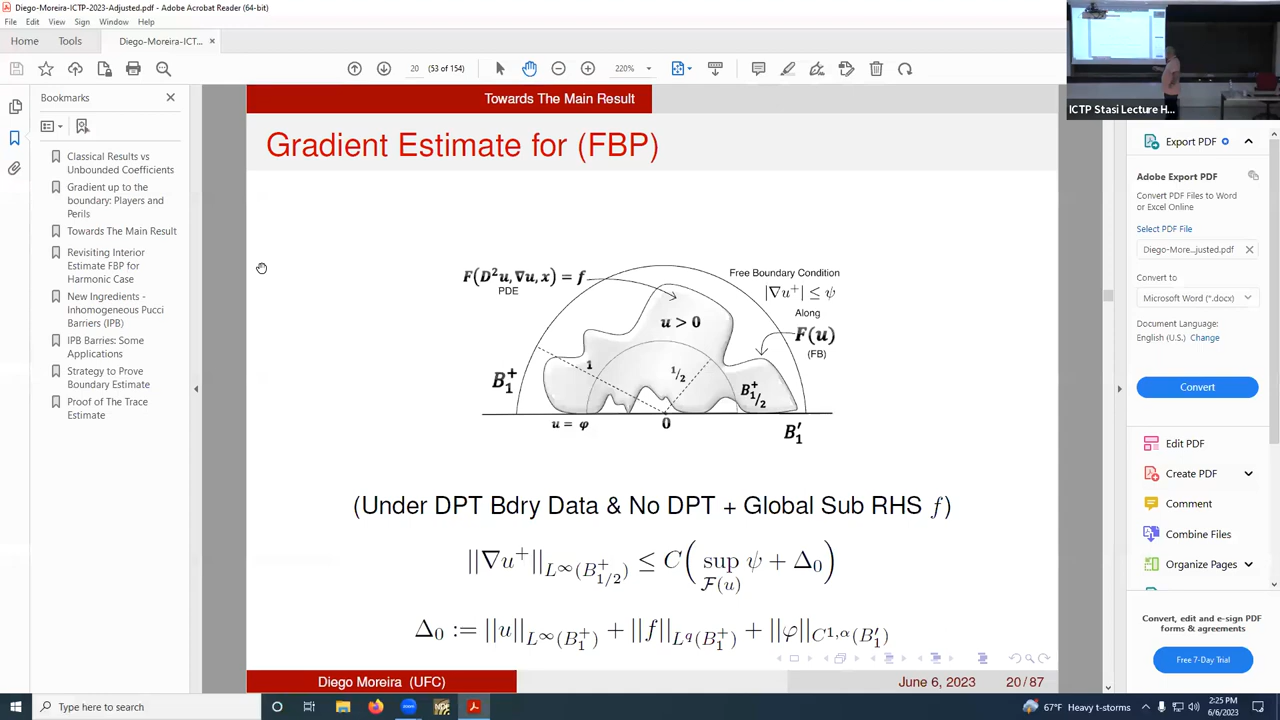 Diego-Moreira-ICTP-2023-Adjusted.pdf - Adobe Acrobat Reader (64-bit)
File Edit View Sign Window Help
Home Tools Diego-Moreira-ICT... ×
20 (53 of 220%
ICTP Stasi Lecture H...
Bookmarks
Classical Results vs
Unbounded Coefficients
Gradient up to the
boundary: Players and
Perils
Towards The Main Result
Revisiting Interior
Estimate FBP for
Harmonic Case
New Ingredients -
Inhomogeneous Pucci
Barriers (IPB)
IPB Barriers: Some
Applications
Strategy to Prove
Boundary Estimate
Proof of The Trace
Estimate
Towards The Main Result
Gradient Estimate for (FBP)
F(D²u, ∇u, x) = f
PDE
Free Boundary Condition
|∇u⁺| ≤ ψ
Along
F(u)
(FB)
u > 0
1
1/2
B₁⁺
B⁺_{1/2}
u = φ
0
B′₁
(Under DPT Bdry Data & No DPT + Global Sub RHS f)
||∇u⁺||_{L^∞(B⁺_{1/2})} ≤ C( sup_{F(u)} ψ + Δ₀ )
Δ₀ := ||u||_{L^∞(B₁⁺)} + ||f||_{L^q(B₁⁺)} + ||φ||_{C^{1,α}(B′₁)}
Diego Moreira (UFC) June 6, 2023 20 / 87
Export PDF
Adobe Export PDF
Convert PDF Files to Word
or Excel Online
Select PDF File
Diego-More...justed.pdf
Convert to
Microsoft Word (*.docx)
Document Language:
English (U.S.) Change
Convert
Edit PDF
Create PDF
Comment
Combine Files
Organize Pages
Convert, edit and e-sign PDF
forms & agreements
Free 7-Day Trial
Type here to search
67°F Heavy t-storms
2:25 PM
6/6/2023